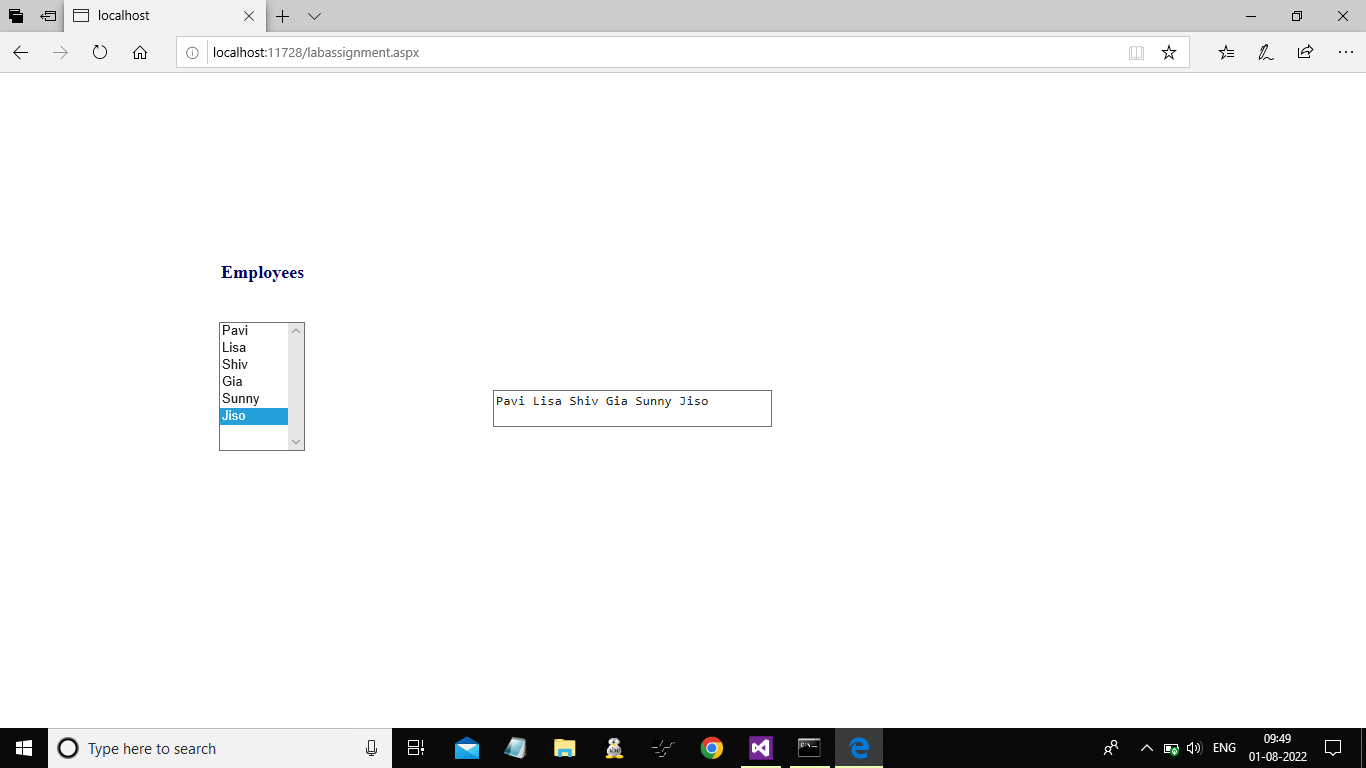 localhost
localhost:11728/labassignment.aspx
Employees
Pavi
Lisa
Shiv
Gia
Sunny
Jiso
Pavi Lisa Shiv Gia Sunny Jiso
Type here to search
ENG
09:49
01-08-2022